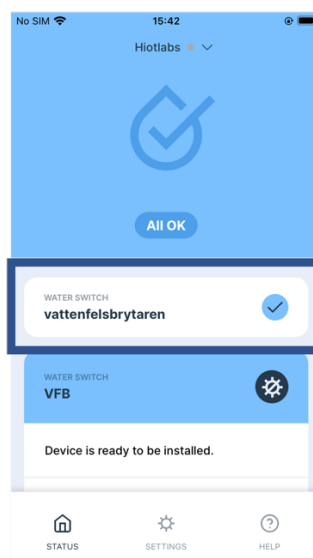 No SIM 15:42
Hiotlabs
All OK
WATER SWITCH
vattenfelsbrytaren
WATER SWITCH
VFB
Device is ready to be installed.
STATUS SETTINGS HELP